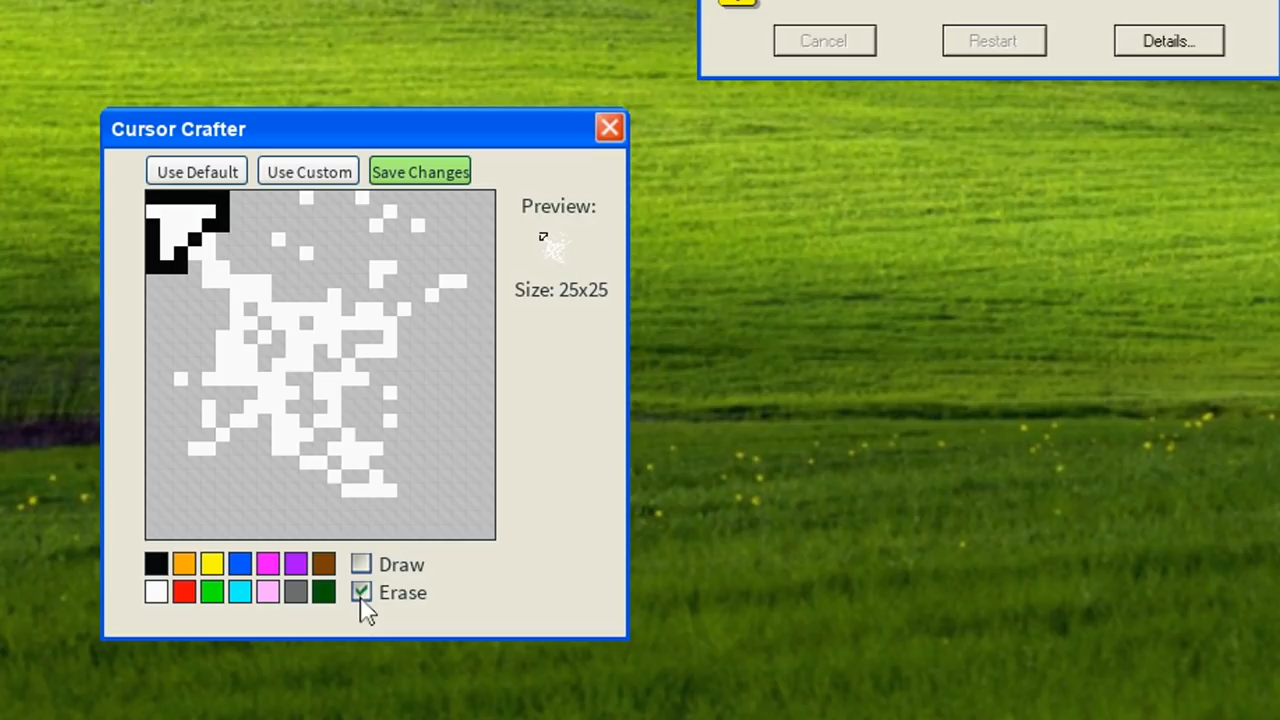 Cancel
Restart
Details...
Cursor Crafter
Use Default
Use Custom
Save Changes
Preview:
Size: 25x25
Draw
Erase